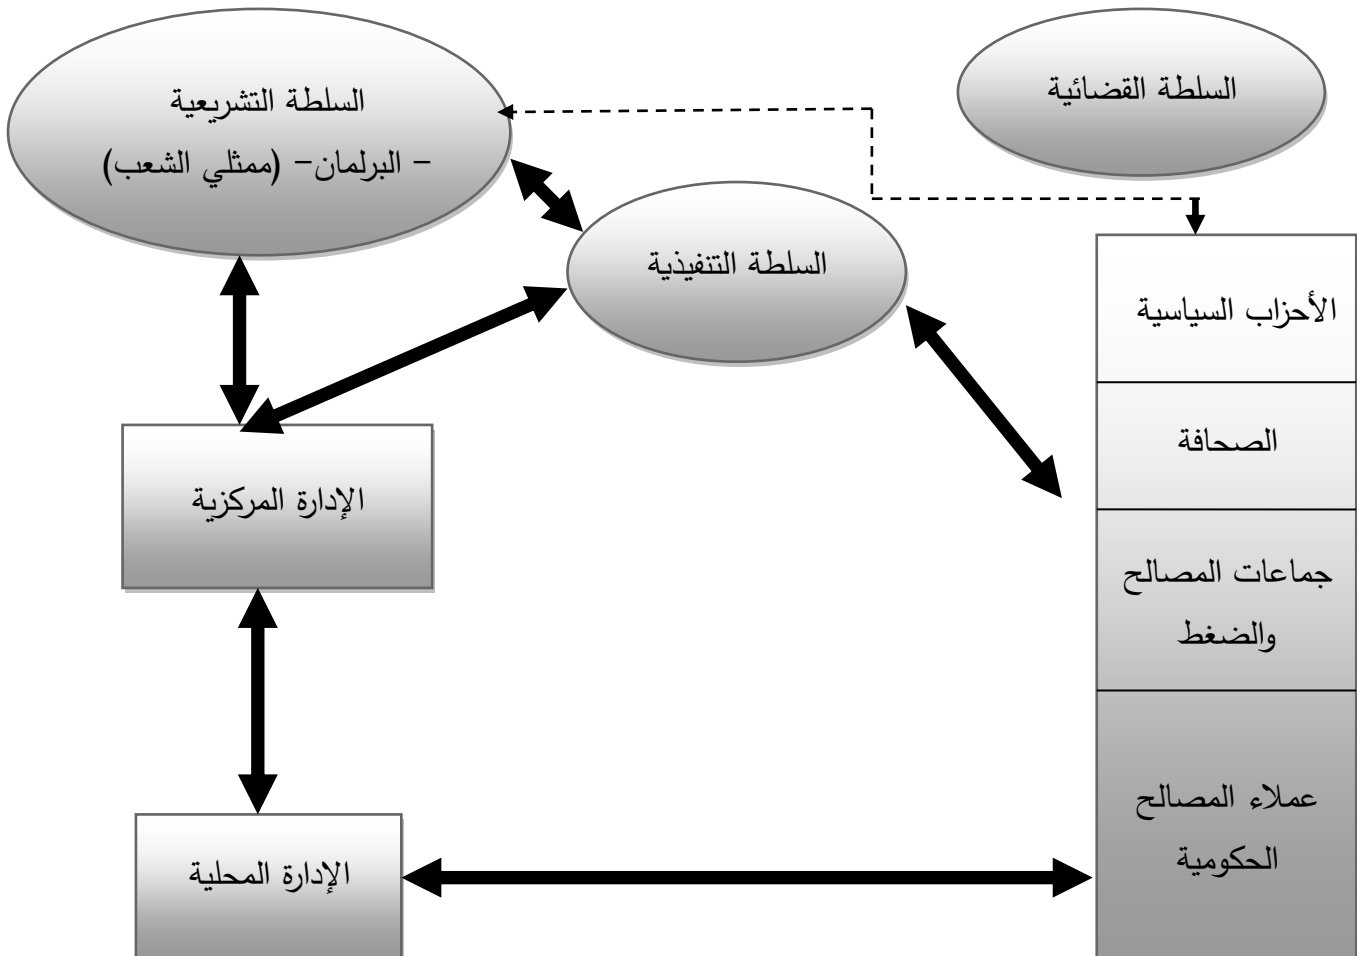 السلطة القضائية
السلطة التشريعية
- البرلمان- (ممثلي الشعب)
السلطة التنفيذية
الأحزاب السياسية
الصحافة
الإدارة المركزية
جماعات المصالح
والضغط
عملاء المصالح
الحكومية
الإدارة المحلية